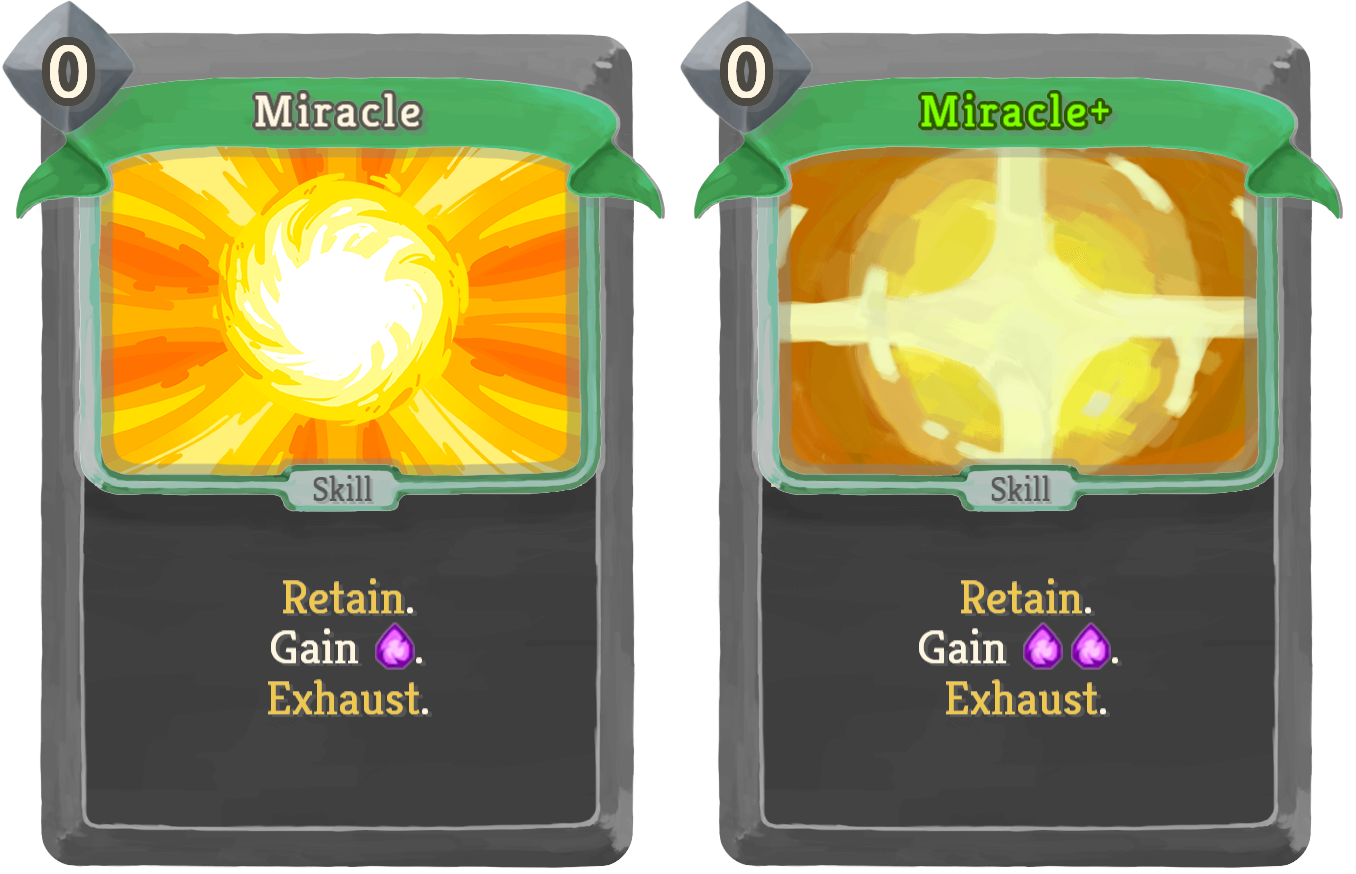 0
Miracle
Skill
Retain.
Gain .
Exhaust.
0
Miracle+
Skill
Retain.
Gain .
Exhaust.